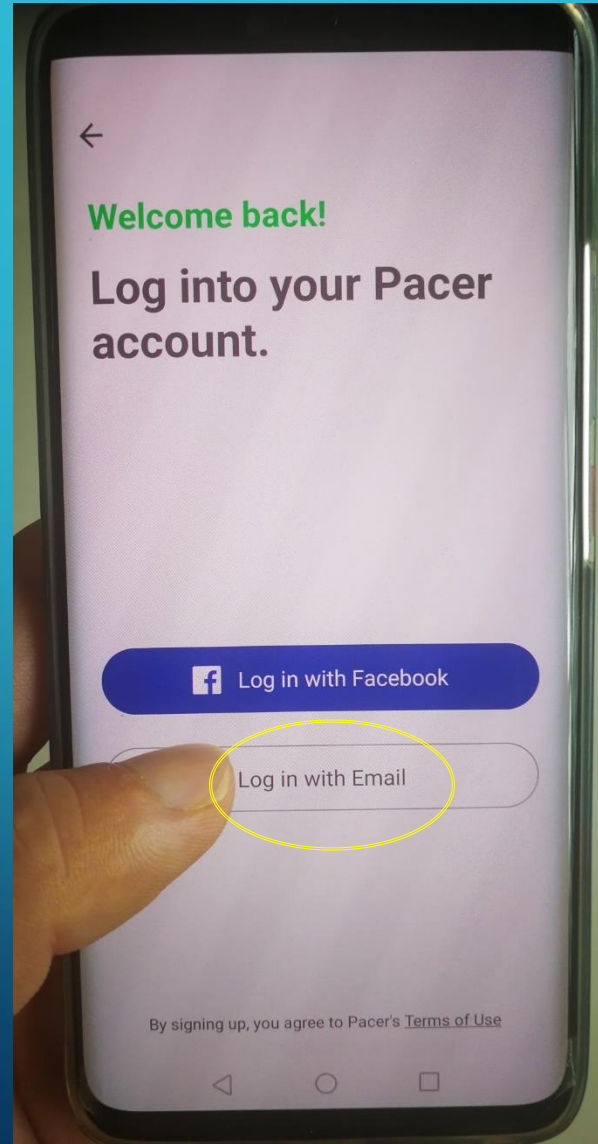 Welcome back!
Log into your Pacer
account.
Log in with Facebook
Log in with Email
By signing up, you agree to Pacer's Terms of Use